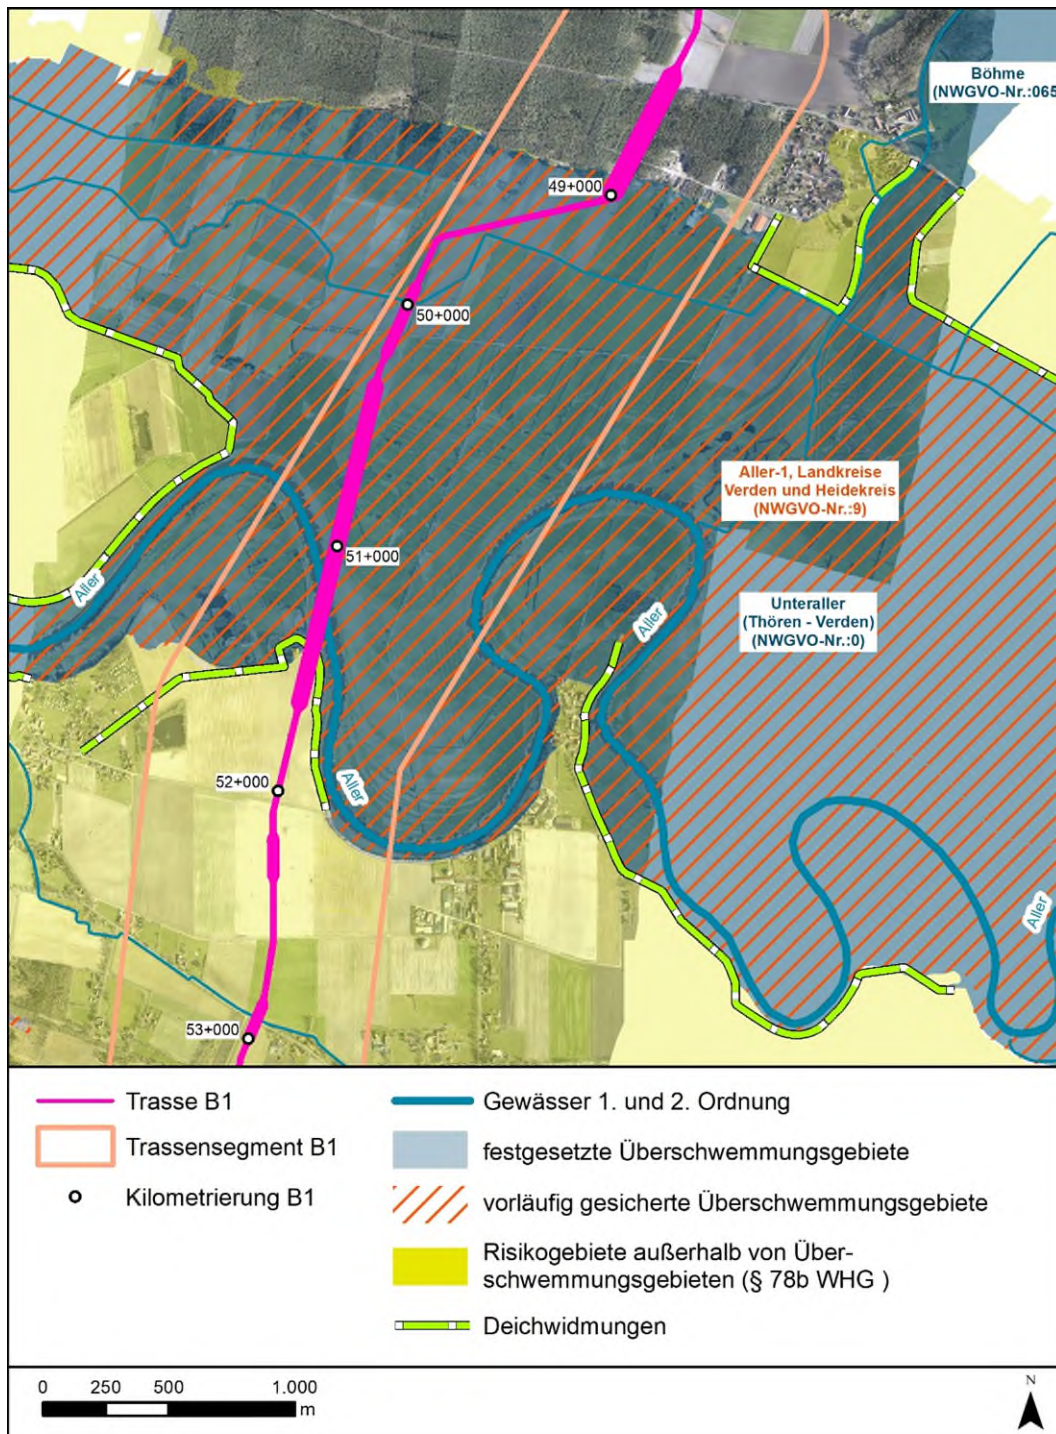 Böhme
(NWGVO-Nr.:065
49+000
50+000
Aller-1, Landkreise
Verden und Heidekreis
(NWGVO-Nr.:9)
51+000
Aller
Unteraller
(Thören - Verden)
(NWGVO-Nr.:0)
Aller
52+000
Aller
Aller
53+000
Trasse B1
Trassensegment B1
Kilometrierung B1
Gewässer 1. und 2. Ordnung
festgesetzte Überschwemmungsgebiete
vorläufig gesicherte Überschwemmungsgebiete
Risikogebiete außerhalb von Über-
schwemmungsgebieten (§ 78b WHG )
Deichwidmungen
0 250 500 1.000
m
N